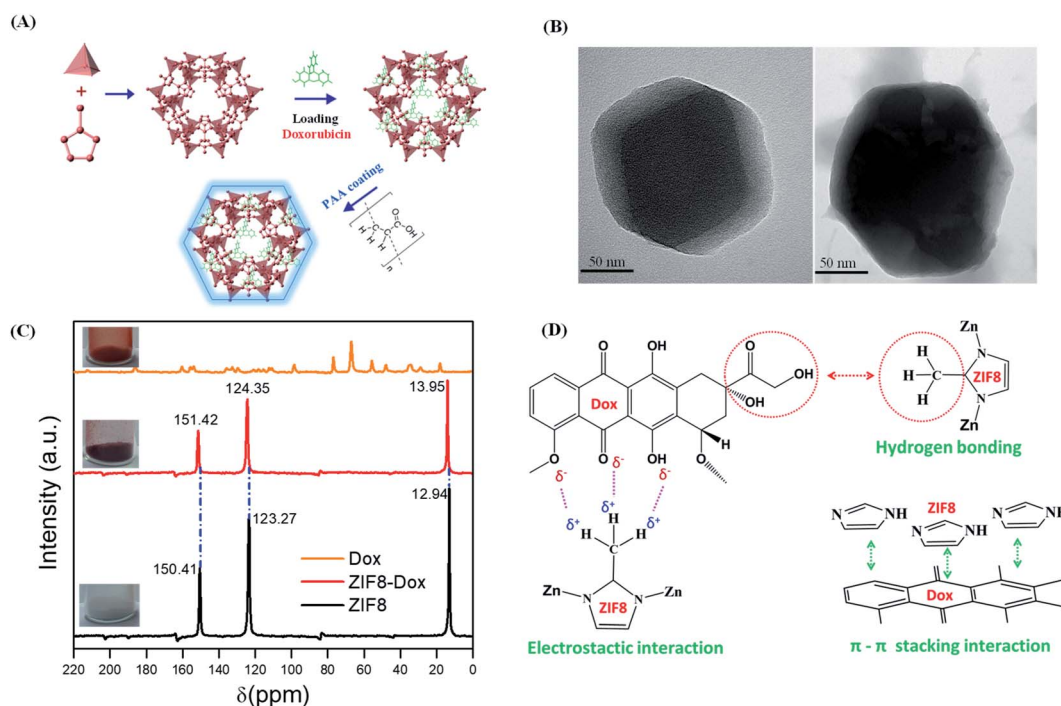 (A)
+
Loading
Doxorubicin
PAA coating
O
C
OH
C
C
H
H
H
n
(B)
50 nm
50 nm
(C)
Intensity (a.u.)
151.42
124.35
13.95
150.41
123.27
12.94
Dox
ZIF8-Dox
ZIF8
220 200 180 160 140 120 100 80 60 40 20 0
δ(ppm)
(D)
O
OH
O
OH
Dox
OH
O
O
OH
O
H
δ-
δ-
δ-
δ+
δ+
δ+
H
H
H
C
Zn
N
N
Zn
ZIF8
Electrostactic interaction
Zn
H
H
C
H
N
ZIF8
N
Zn
Hydrogen bonding
N
NH
ZIF8
N
NH
N
NH
Dox
π - π stacking interaction